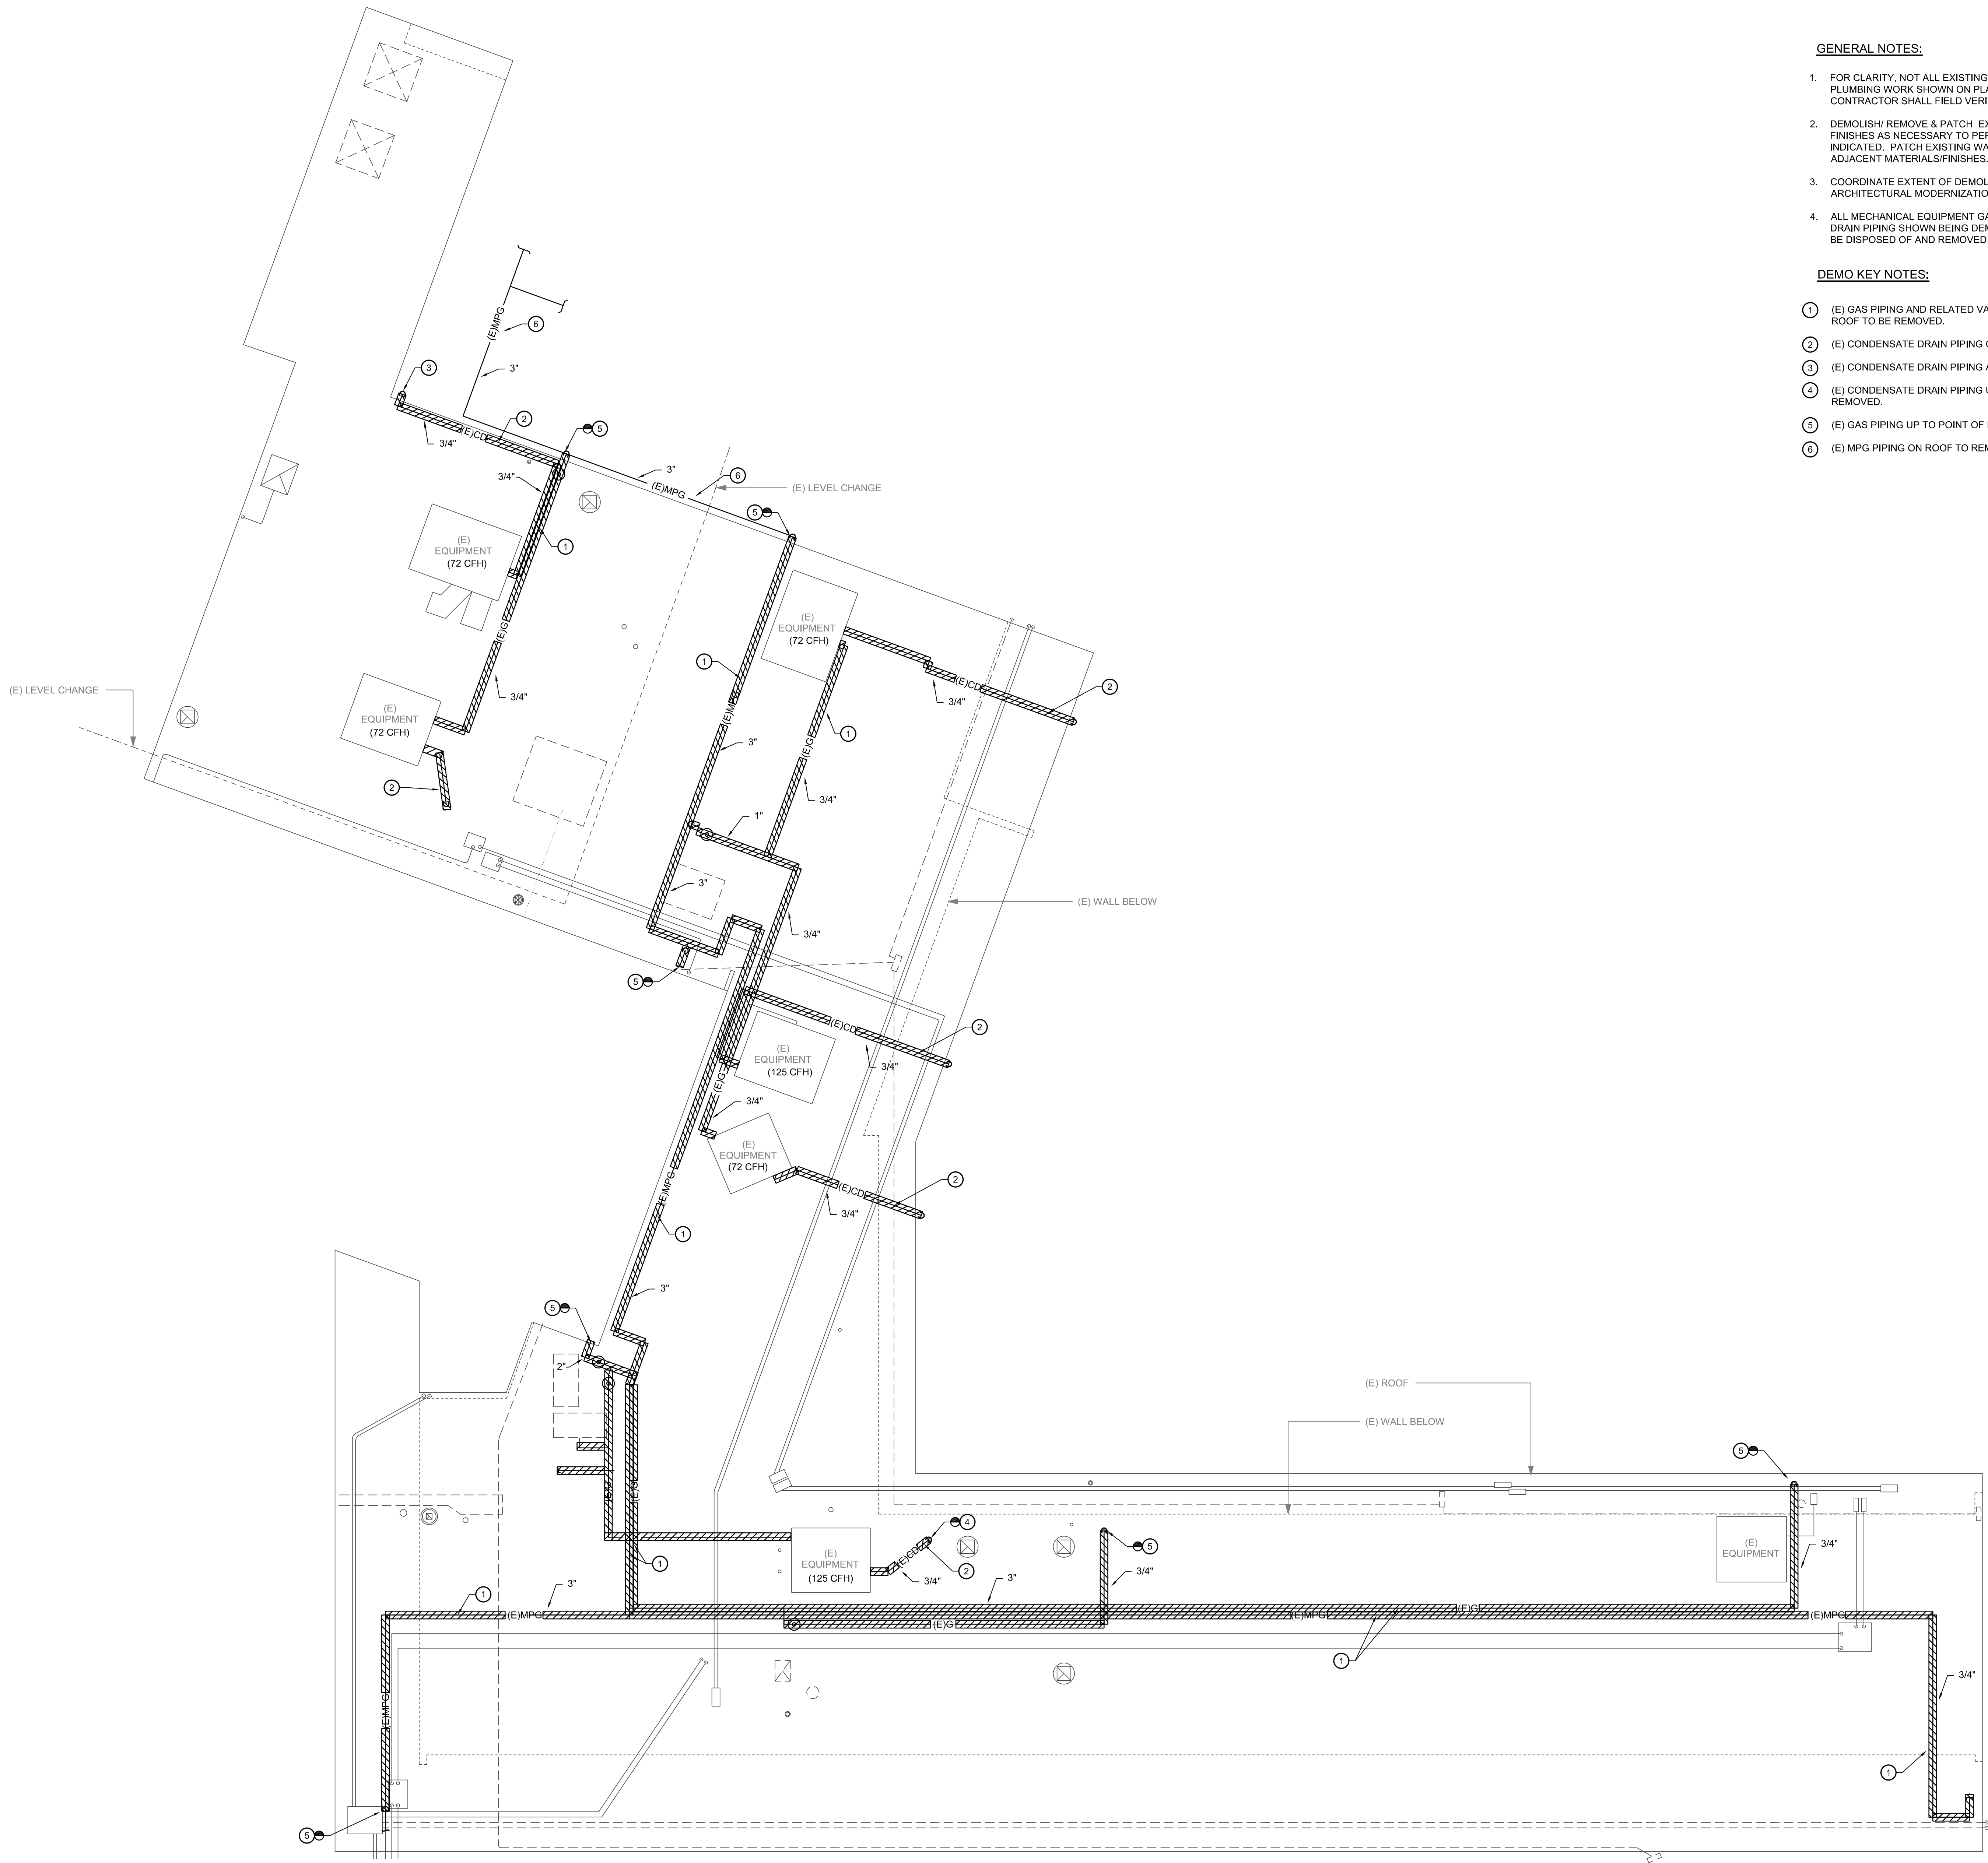 GENERAL NOTES:
1. FOR CLARITY, NOT ALL EXISTING
PLUMBING WORK SHOWN ON
CONTRACTOR SHALL FIELD
2. DEMOLISH/ REMOVE & PATCH
FINISHES AS NECESSARY TO
INDICATED. PATCH EXISTING
ADJACENT MATERIALS/FINISHES.
3. COORDINATE EXTENT OF
ARCHITECTURAL
4. ALL MECHANICAL EQUIPMENT
DRAIN PIPING SHOWN BEING
BE DISPOSED OF AND REMOVED
DEMO KEY NOTES:
1 (E) GAS PIPING AND RELATED
ROOF TO BE REMOVED.
2 (E) CONDENSATE DRAIN PIPING
3 (E) CONDENSATE DRAIN PIPING
4 (E) CONDENSATE DRAIN PIPING
REMOVED.
5 (E) GAS PIPING UP TO POINT OF
6 (E) MPG PIPING ON ROOF TO
(E)MPG
6
3"
3
2
(E)CD
3/4"
5
3/4"
3"
6
(E)MPG
(E) LEVEL CHANGE
5
1
(E)
EQUIPMENT
(72 CFH)
(E)G
3/4"
(E)
EQUIPMENT
(72 CFH)
1
(E)CD
3/4"
2
(E) LEVEL CHANGE
(E)
EQUIPMENT
(72 CFH)
2
(E)MPG
3"
1
(E)G
3/4"
1"
3"
3/4"
(E) WALL BELOW
5
(E)CD
2
3/4"
(E)
EQUIPMENT
(125 CFH)
(E)G
3/4"
(E)
EQUIPMENT
(72 CFH)
(E)CD
2
3/4"
(E)MPG
1
3"
5
2"
(E) ROOF
(E) WALL BELOW
5
(E)G
(E)G
4
5
1
(E)
EQUIPMENT
(125 CFH)
(E)CD
2
3/4"
3/4"
(E)
EQUIPMENT
3/4"
1
3"
3"
(E)MPG
(E)G
(E)MPG
(E)G
(E)MPG
1
(E)MPG
3/4"
1
5